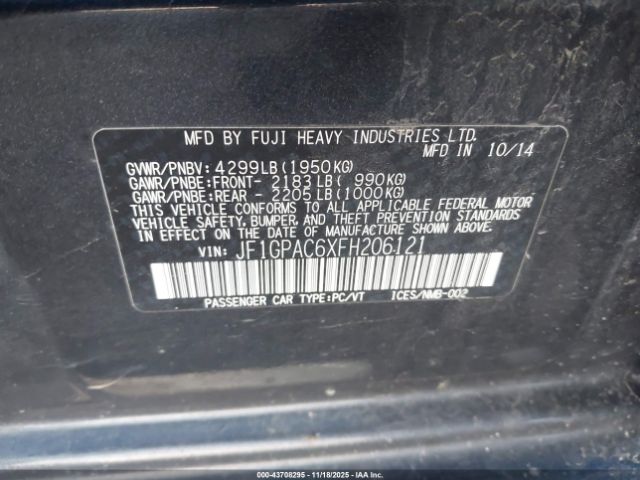 MFD BY FUJI HEAVY INDUSTRIES LTD.
MFD IN 10/14
GVWR/PNBV: 4299LB(1950KG)
GAWR/PNBE:FRONT- 2183LB( 990KG)
GAWR/PNBE:REAR - 2205LB(1000KG)
THIS VEHICLE CONFORMS TO ALL APPLICABLE FEDERAL MOTOR
VEHICLE SAFETY, BUMPER, AND THEFT PREVENTION STANDARDS
IN EFFECT ON THE DATE OF MANUFACTURE SHOWN ABOVE.
VIN: JF1GPAC6XFH206121
PASSENGER CAR TYPE:PC/VT ICES/NMB-002
000-43708295 - 11/18/2025 - COPYRIGHT IAA, LLC